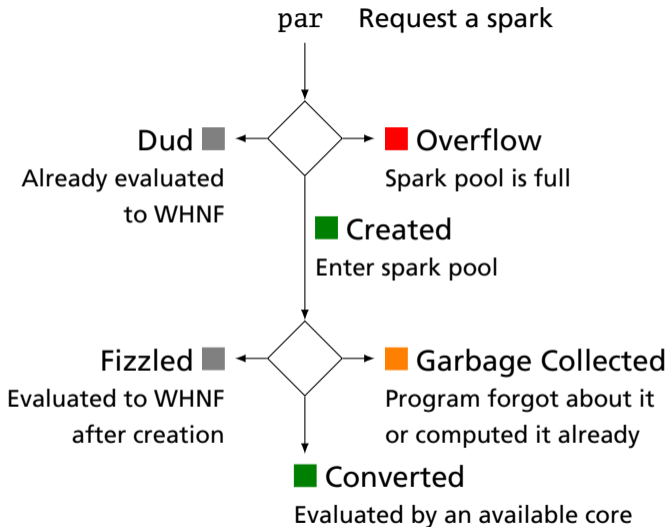 par Request a spark
Dud
Already evaluated
to WHNF
Overflow
Spark pool is full
Created
Enter spark pool
Fizzled
Evaluated to WHNF
after creation
Garbage Collected
Program forgot about it
or computed it already
Converted
Evaluated by an available core